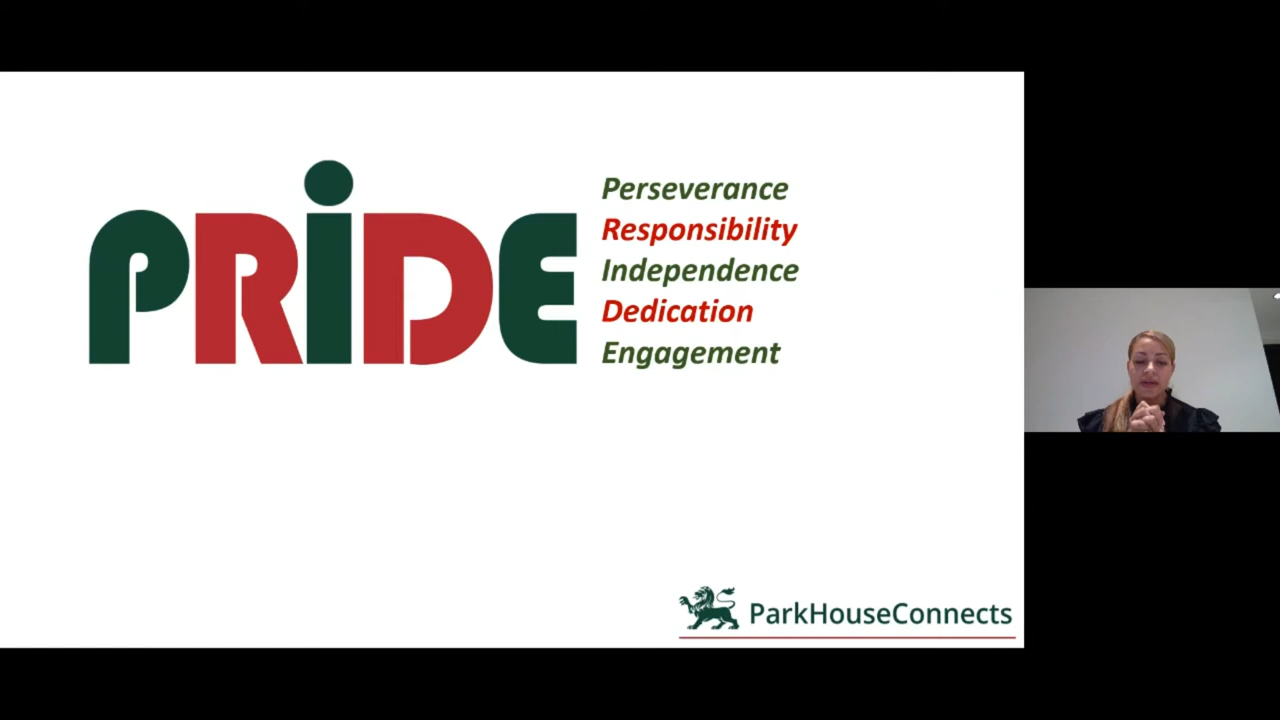 PRiDE
Perseverance
Responsibility
Independence
Dedication
Engagement
ParkHouseConnects